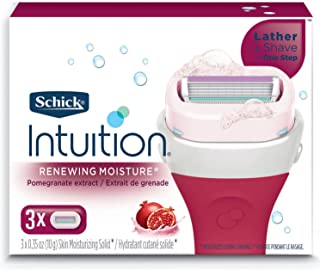 Lather
& Shave
in One Step
Schick
Intuition®
RENEWING MOISTURE®
Pomegranate extract / Extrait de grenade
3X
3 x 0.35 oz (10 g) Skin Moisturizing Solid* / Hydratant cutané solide*